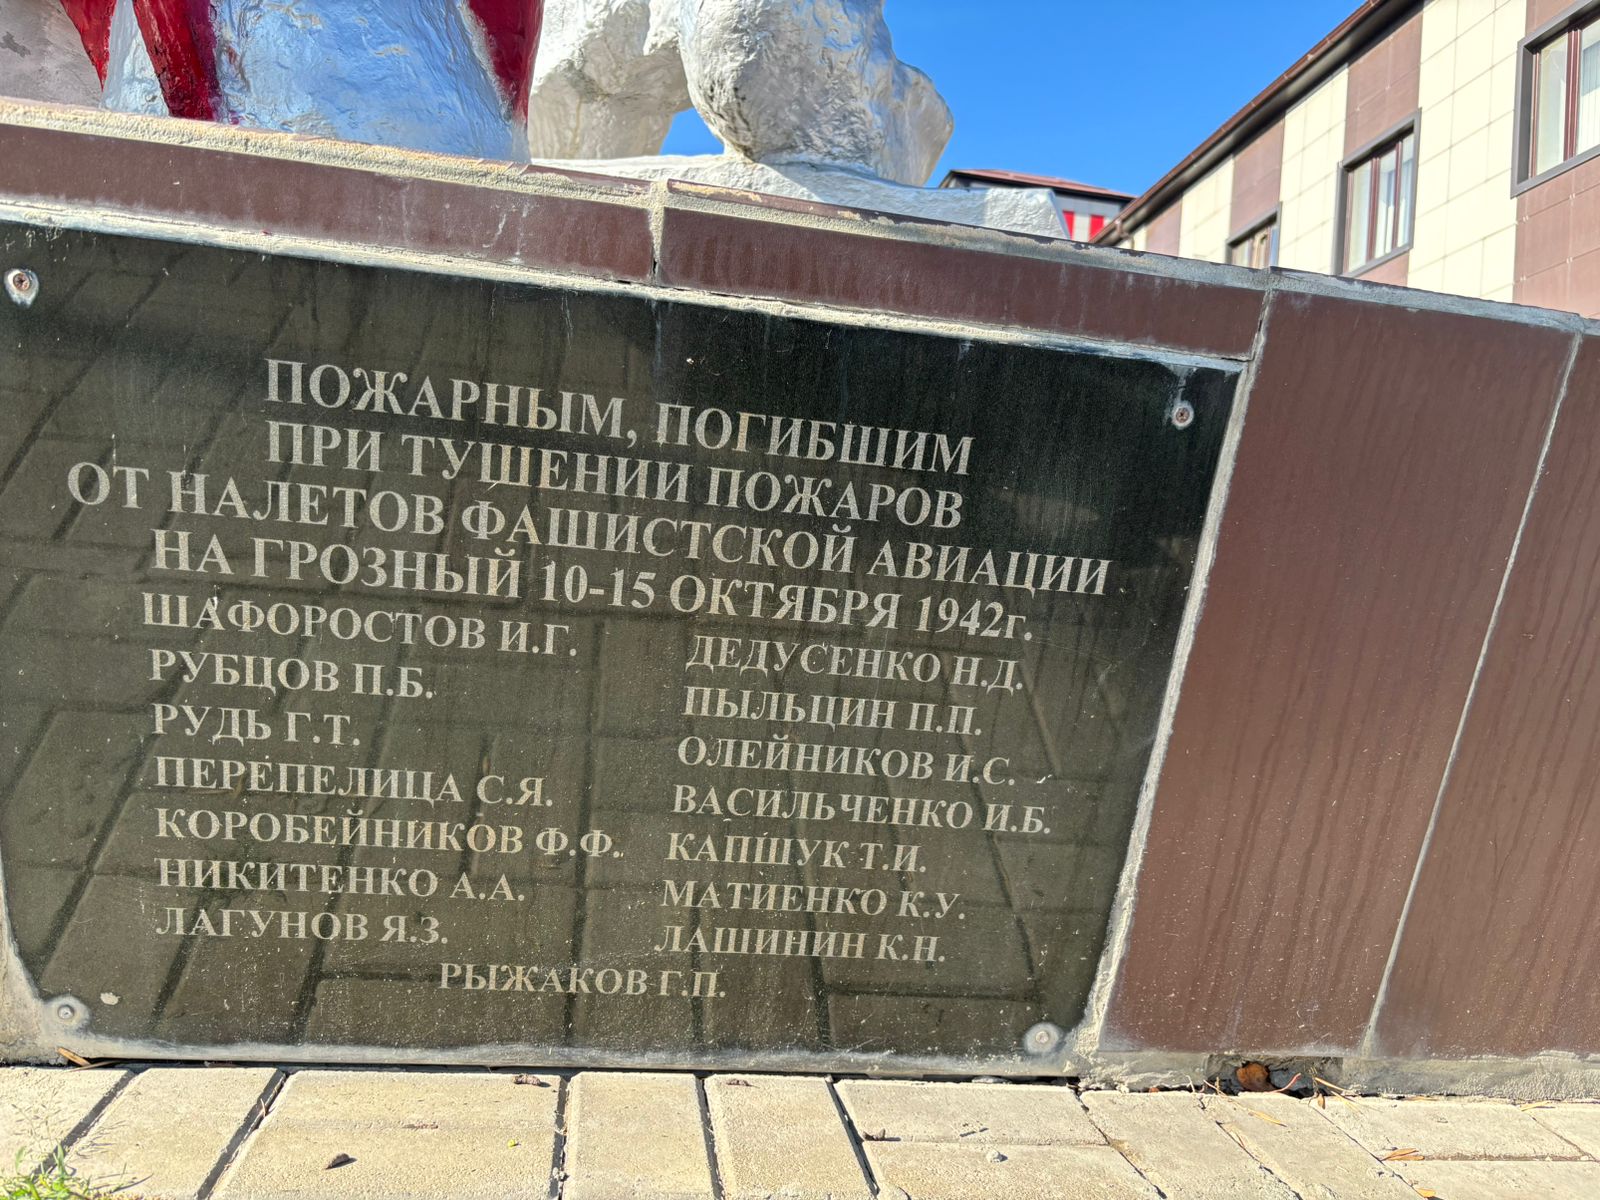 ПОЖАРНЫМ, ПОГИБШИМ
ПРИ ТУШЕНИИ ПОЖАРОВ
ОТ НАЛЕТОВ ФАШИСТСКОЙ АВИАЦИИ
НА ГРОЗНЫЙ 10-15 ОКТЯБРЯ 1942г.
ШАФОРОСТОВ И.Г.
РУБЦОВ П.Б.
РУДЬ Г.Т.
ПЕРЕПЕЛИЦА С.Я.
КОРОБЕЙНИКОВ Ф.Ф.
НИКИТЕНКО А.А.
ЛАГУНОВ Я.З.
ДЕДУСЕНКО Н.Д.
ПЫЛЬЦИН П.П.
ОЛЕЙНИКОВ И.С.
ВАСИЛЬЧЕНКО И.Б.
КАПШУК Т.И.
МАТИЕНКО К.У.
ЛАШИНИН К.Н.
РЫЖАКОВ Г.П.